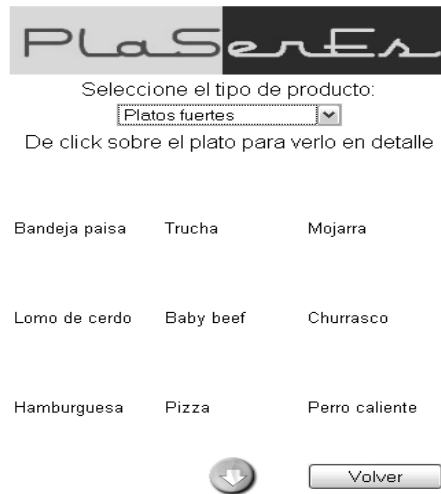 PLaSerEs
Seleccione el tipo de producto:
Platos fuertes
De click sobre el plato para verlo en detalle
Bandeja paisa Trucha Mojarra
Lomo de cerdo Baby beef Churrasco
Hamburguesa Pizza Perro caliente
Volver